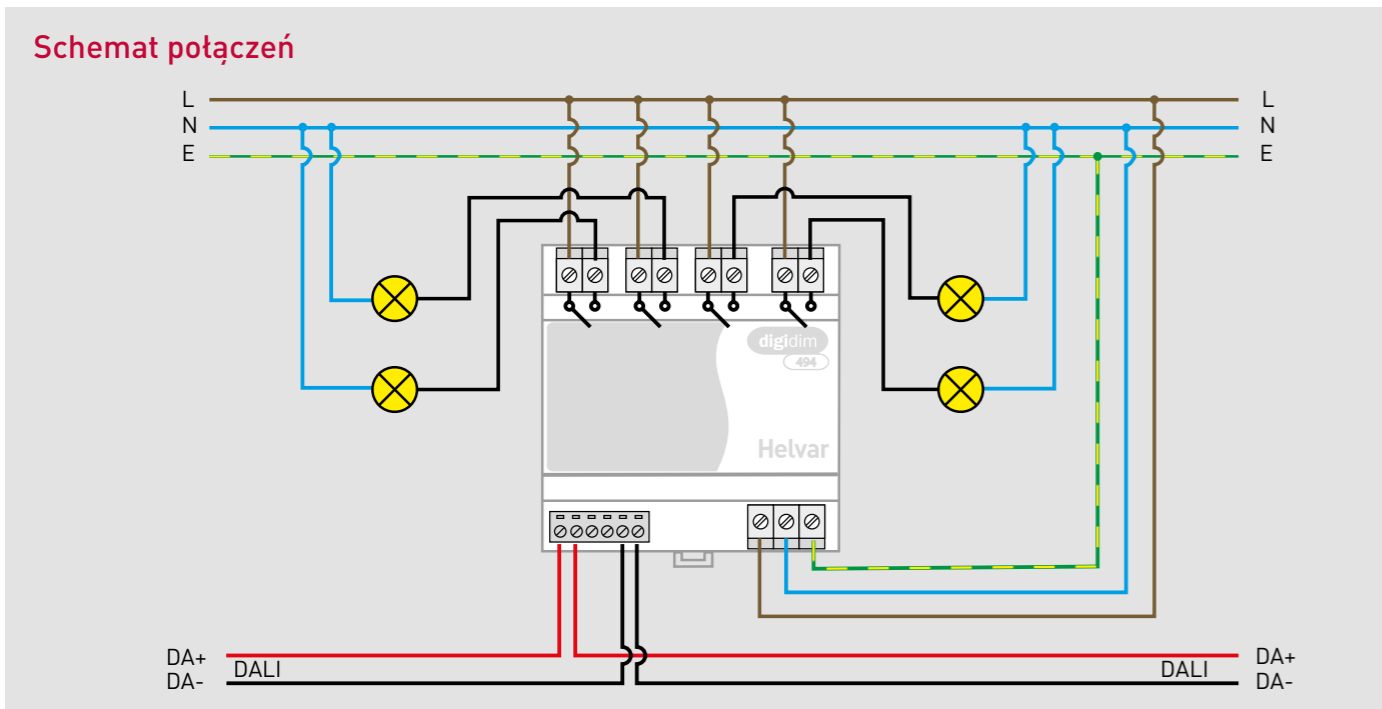 Schemat połączeń
L
L
N
N
E
E
digidim
494
Helvar
DA+
DALI
DA-
DALI
DA+
DA-